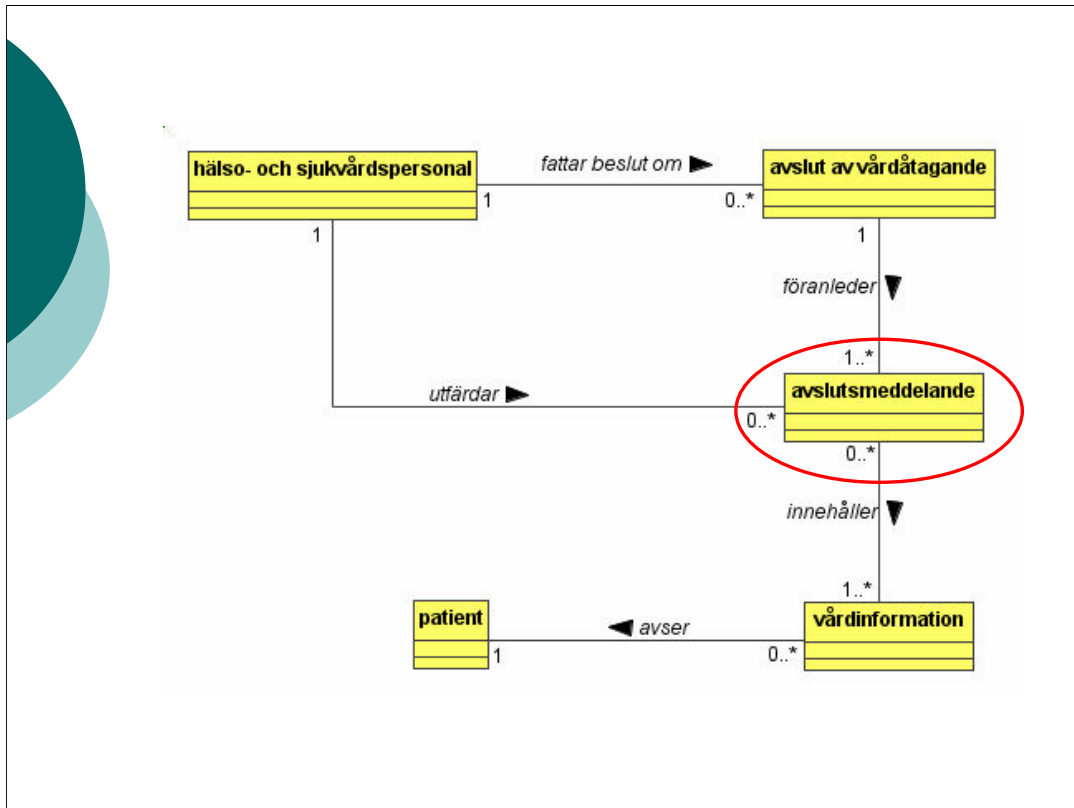 hälso- och sjukvårdspersonal
fattar beslut om
avslut av vårdåtagande
1
0..*
1
1
föranleder
1..*
utfärdar
avslutsmeddelande
0..*
0..*
innehåller
1..*
patient
avser
vårdinformation
1
0..*